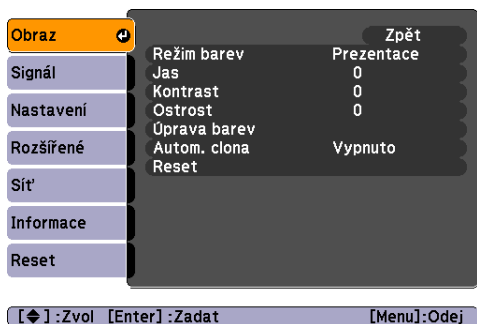 Obraz
Signál
Nastavení
Rozšířené
Síť
Informace
Reset
Zpět
Režim barev Prezentace
Jas 0
Kontrast 0
Ostrost 0
Úprava barev
Autom. clona Vypnuto
Reset
[◆] :Zvol [Enter] :Zadat [Menu]:Odej